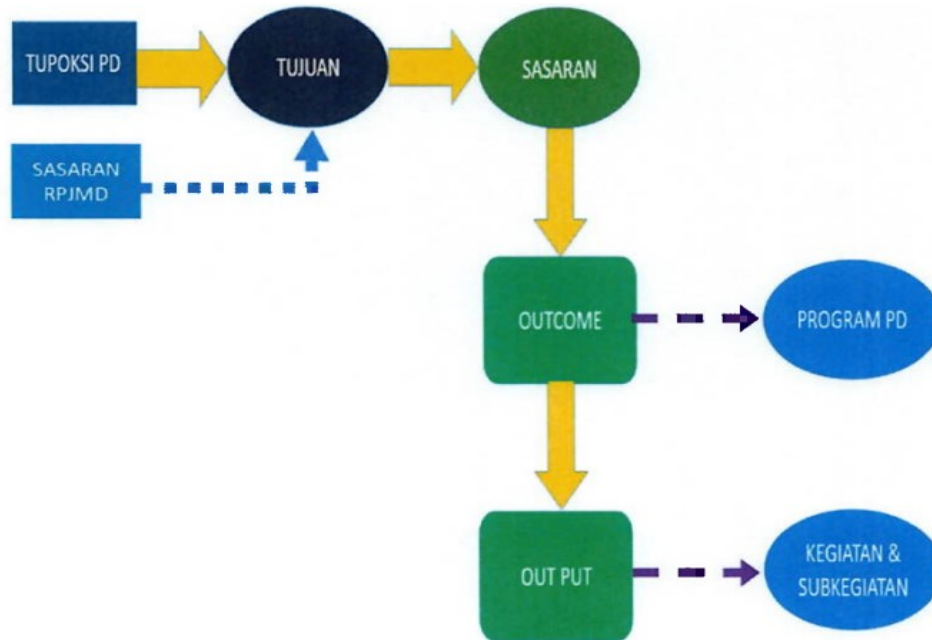 TUPOKSI PD
TUJUAN
SASARAN
SASARAN
RPJMD
OUTCOME
PROGRAM PD
OUT PUT
KEGIATAN &
SUBKEGIATAN